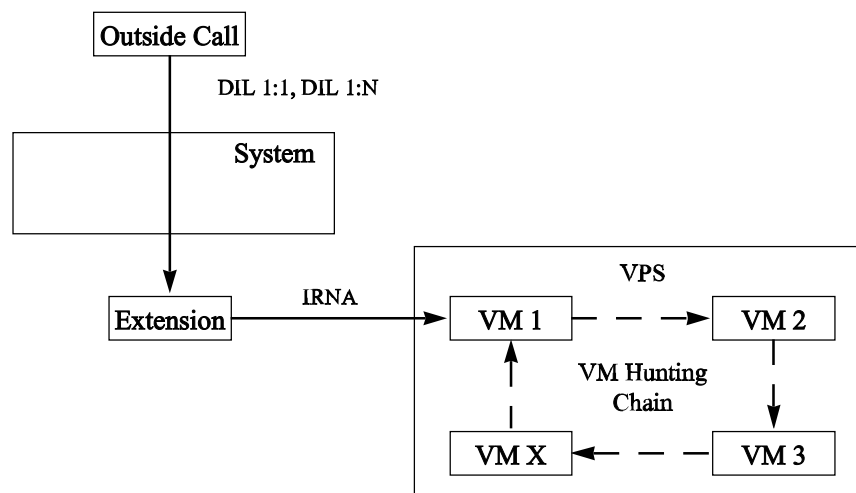 Outside Call
DIL 1:1, DIL 1:N
System
VPS
IRNA
Extension
VM 1
VM 2
VM Hunting
Chain
VM X
VM 3